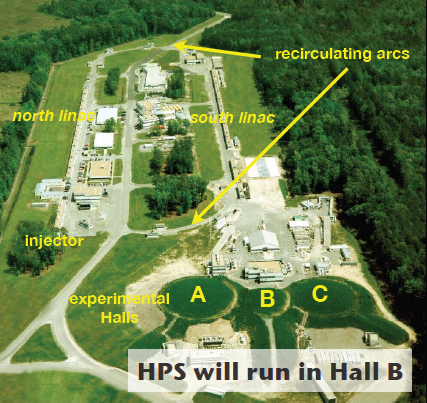 recirculating arcs
north linac
south linac
injector
experimental
Halls
A
B
C
HPS will run in Hall B